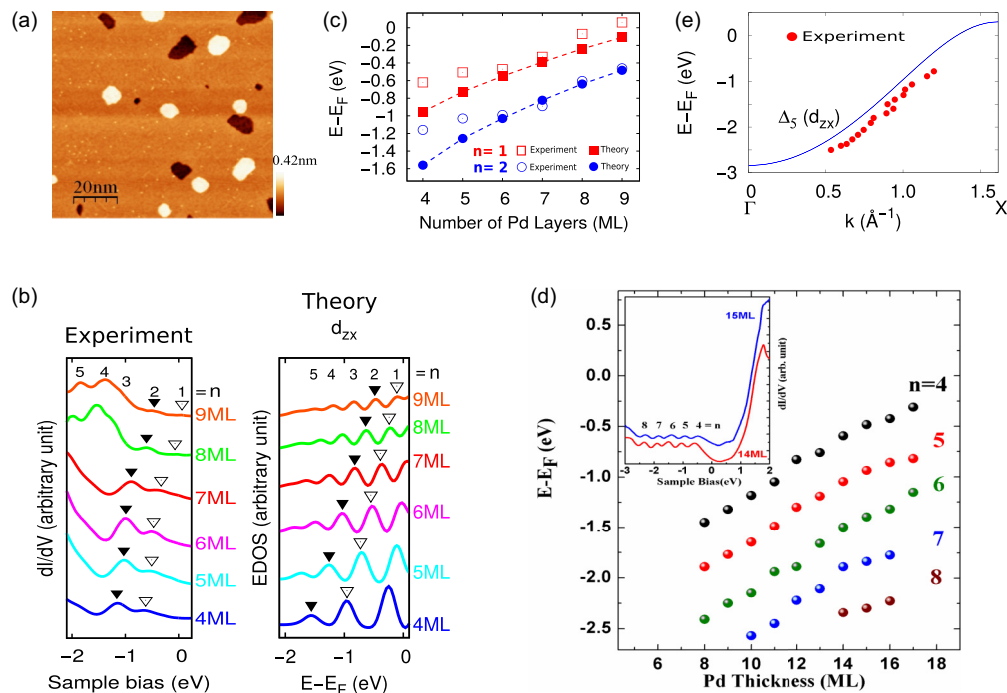 (a)
0.42nm
20nm
(c)
E−E_F (eV)
0
−0.2
−0.4
−0.6
−0.8
−1
−1.2
−1.4
−1.6
n= 1 Experiment Theory
n= 2 Experiment Theory
4 5 6 7 8 9
Number of Pd Layers (ML)
(e)
Experiment
Δ5 (d_zx)
E−E_F (eV)
0
−1
−2
−3
0 0.5 1.0 1.5
Γ X
k (Å⁻¹)
(b)
Experiment
5 4 3 2 1 = n
9ML
8ML
7ML
6ML
5ML
4ML
dI/dV (arbitrary unit)
−2 −1 0
Sample bias (eV)
Theory
d_zx
5 4 3 2 1 = n
9ML
8ML
7ML
6ML
5ML
4ML
EDOS (arbitrary unit)
−2 −1 0
E−E_F (eV)
(d)
E-E_F (eV)
0.5
0.0
-0.5
-1.0
-1.5
-2.0
-2.5
15ML
14ML
8 7 6 5 4 = n
dI/dV (arb. unit)
-3 -2 -1 0 1 2
Sample Bias(eV)
n=4
5
6
7
8
6 8 10 12 14 16 18
Pd Thickness (ML)